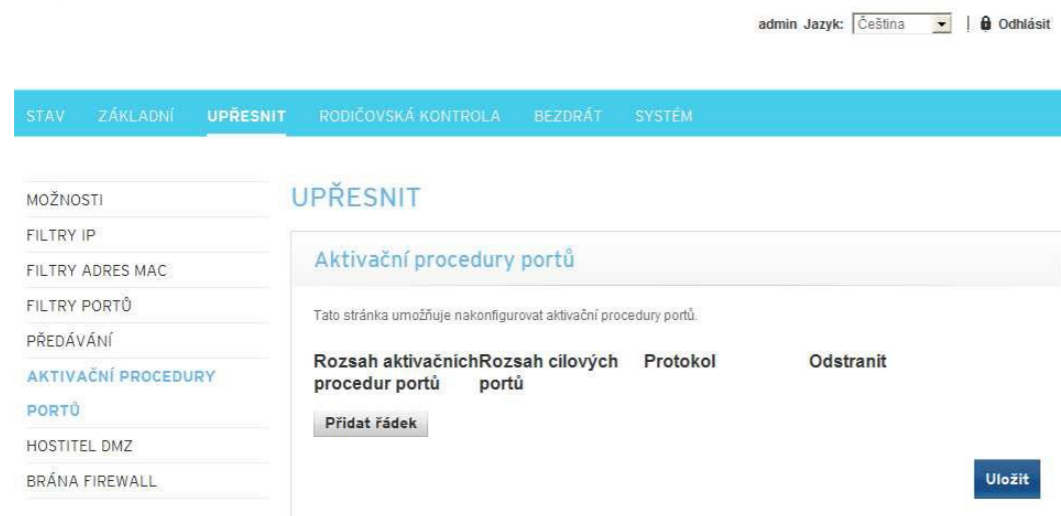 admin Jazyk: Čeština | Odhlásit
STAV ZÁKLADNÍ UPŘESNIT RODIČOVSKÁ KONTROLA BEZDRÁT SYSTÉM
MOŽNOSTI
FILTRY IP
FILTRY ADRES MAC
FILTRY PORTŮ
PŘEDÁVÁNÍ
AKTIVAČNÍ PROCEDURY
PORTŮ
HOSTITEL DMZ
BRÁNA FIREWALL
UPŘESNIT
Aktivační procedury portů
Tato stránka umožňuje nakonfigurovat aktivační procedury portů.
Rozsah aktivačních Rozsah cílových Protokol Odstranit
procedur portů portů
Přidat řádek
Uložit